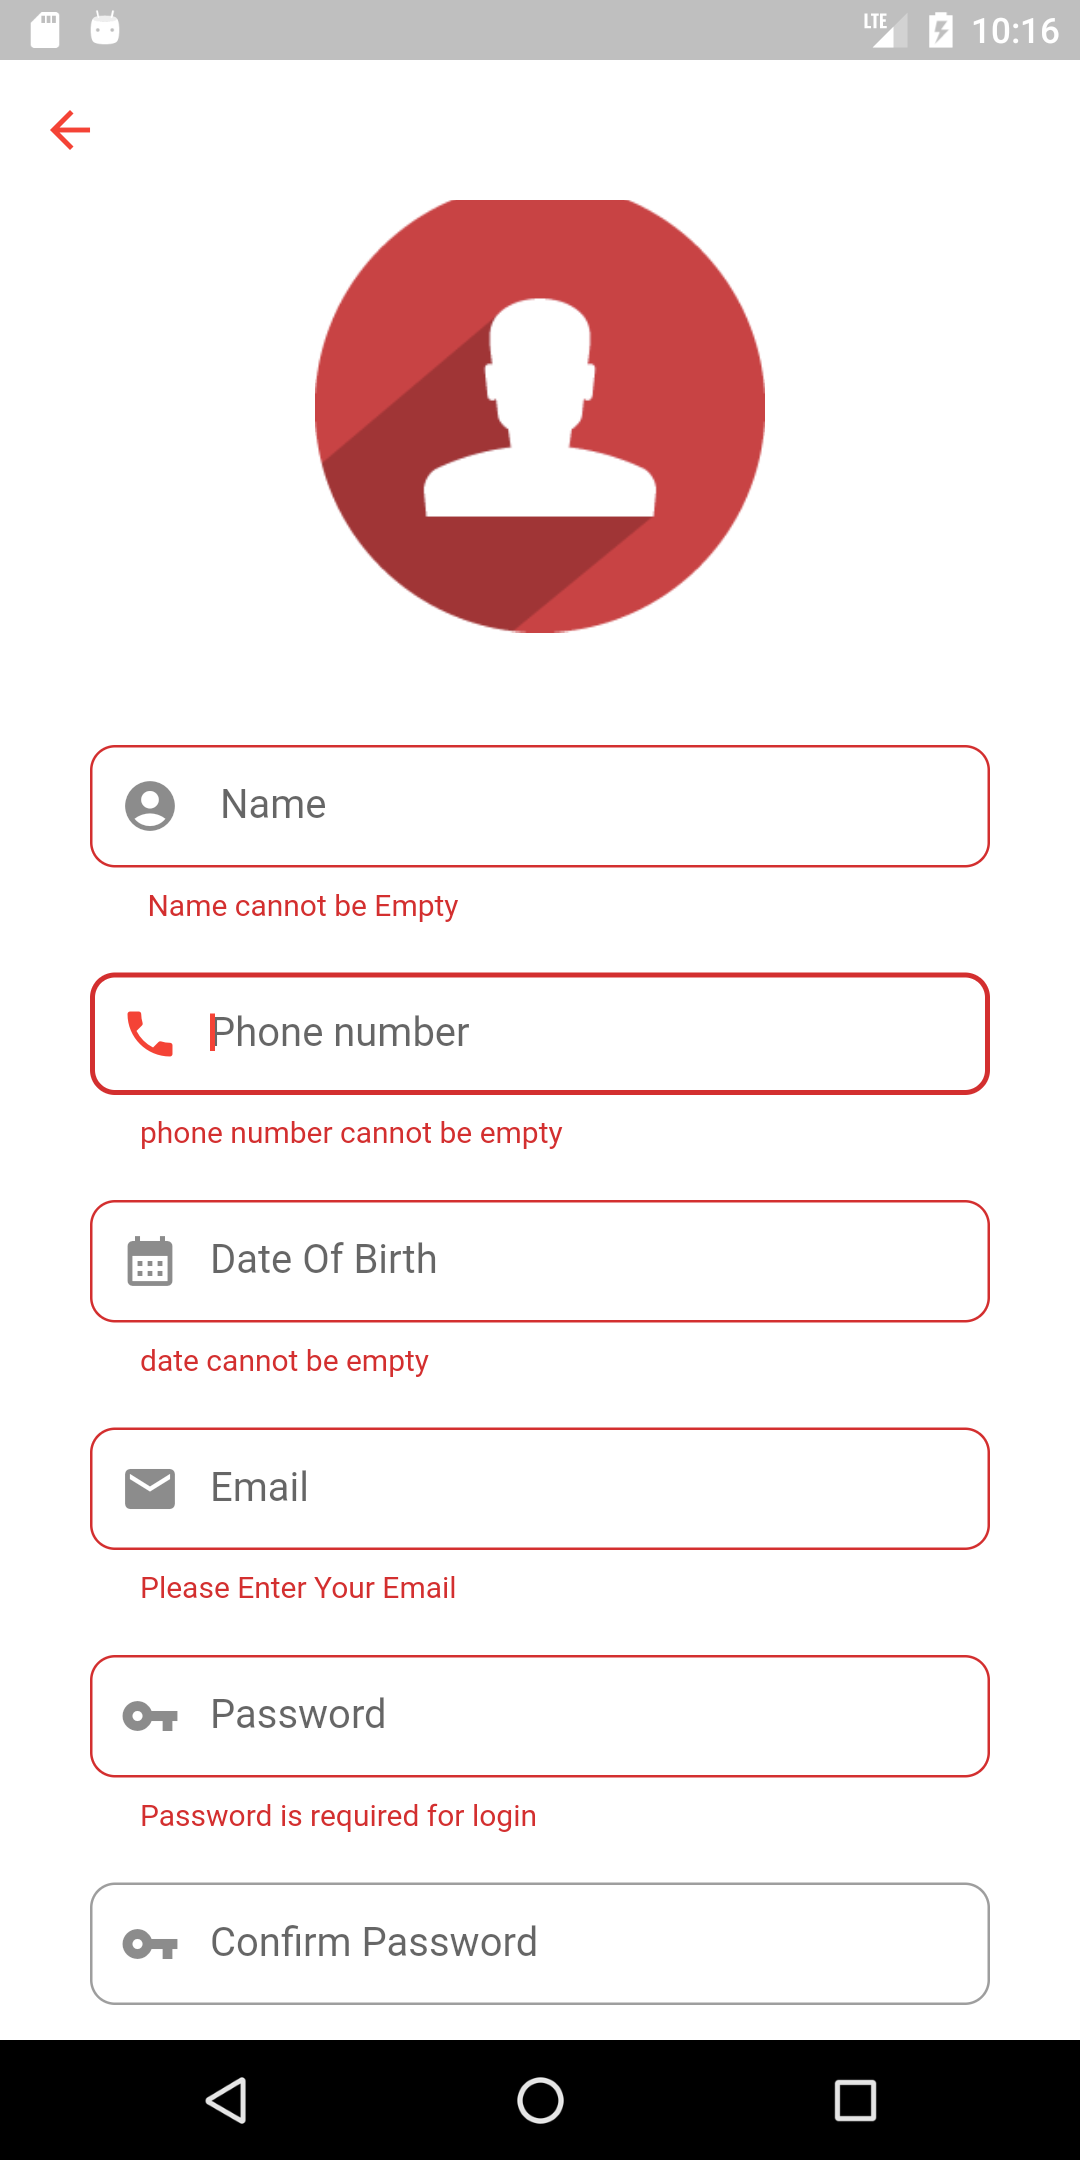 LTE 10:16
Name
Name cannot be Empty
Phone number
phone number cannot be empty
Date Of Birth
date cannot be empty
Email
Please Enter Your Email
Password
Password is required for login
Confirm Password